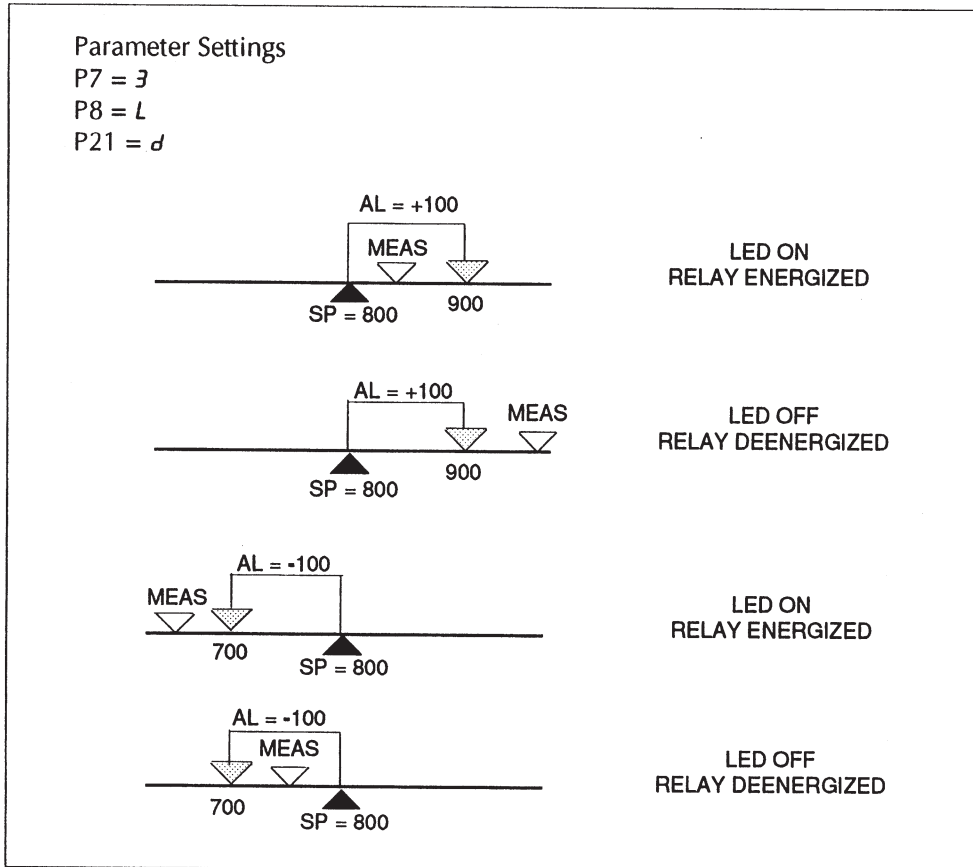 Parameter Settings
P7 = 3
P8 = L
P21 = d
AL = +100
MEAS
SP = 800
900
LED ON
RELAY ENERGIZED
AL = +100
MEAS
SP = 800
900
LED OFF
RELAY DEENERGIZED
AL = -100
MEAS
700
SP = 800
LED ON
RELAY ENERGIZED
AL = -100
MEAS
700
SP = 800
LED OFF
RELAY DEENERGIZED